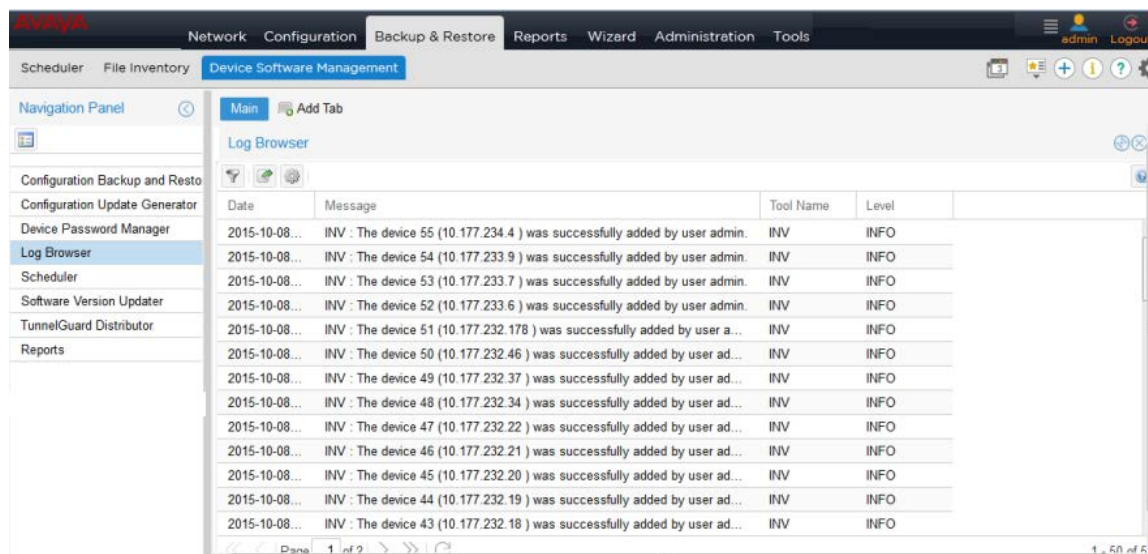 AVAYA
Network Configuration Backup & Restore Reports Wizard Administration Tools
admin Logou
Scheduler File Inventory Device Software Management
Navigation Panel
Main Add Tab
Log Browser
Configuration Backup and Resto
Configuration Update Generator
Device Password Manager
Log Browser
Scheduler
Software Version Updater
TunnelGuard Distributor
Reports
Date Message Tool Name Level
2015-10-08... INV : The device 55 (10.177.234.4 ) was successfully added by user admin. INV INFO
2015-10-08... INV : The device 54 (10.177.233.9 ) was successfully added by user admin. INV INFO
2015-10-08... INV : The device 53 (10.177.233.7 ) was successfully added by user admin. INV INFO
2015-10-08... INV : The device 52 (10.177.233.6 ) was successfully added by user admin. INV INFO
2015-10-08... INV : The device 51 (10.177.232.178 ) was successfully added by user a... INV INFO
2015-10-08... INV : The device 50 (10.177.232.46 ) was successfully added by user ad... INV INFO
2015-10-08... INV : The device 49 (10.177.232.37 ) was successfully added by user ad... INV INFO
2015-10-08... INV : The device 48 (10.177.232.34 ) was successfully added by user ad... INV INFO
2015-10-08... INV : The device 47 (10.177.232.22 ) was successfully added by user ad... INV INFO
2015-10-08... INV : The device 46 (10.177.232.21 ) was successfully added by user ad... INV INFO
2015-10-08... INV : The device 45 (10.177.232.20 ) was successfully added by user ad... INV INFO
2015-10-08... INV : The device 44 (10.177.232.19 ) was successfully added by user ad... INV INFO
2015-10-08... INV : The device 43 (10.177.232.18 ) was successfully added by user ad... INV INFO
Page 1 of 2 1 - 50 of 5